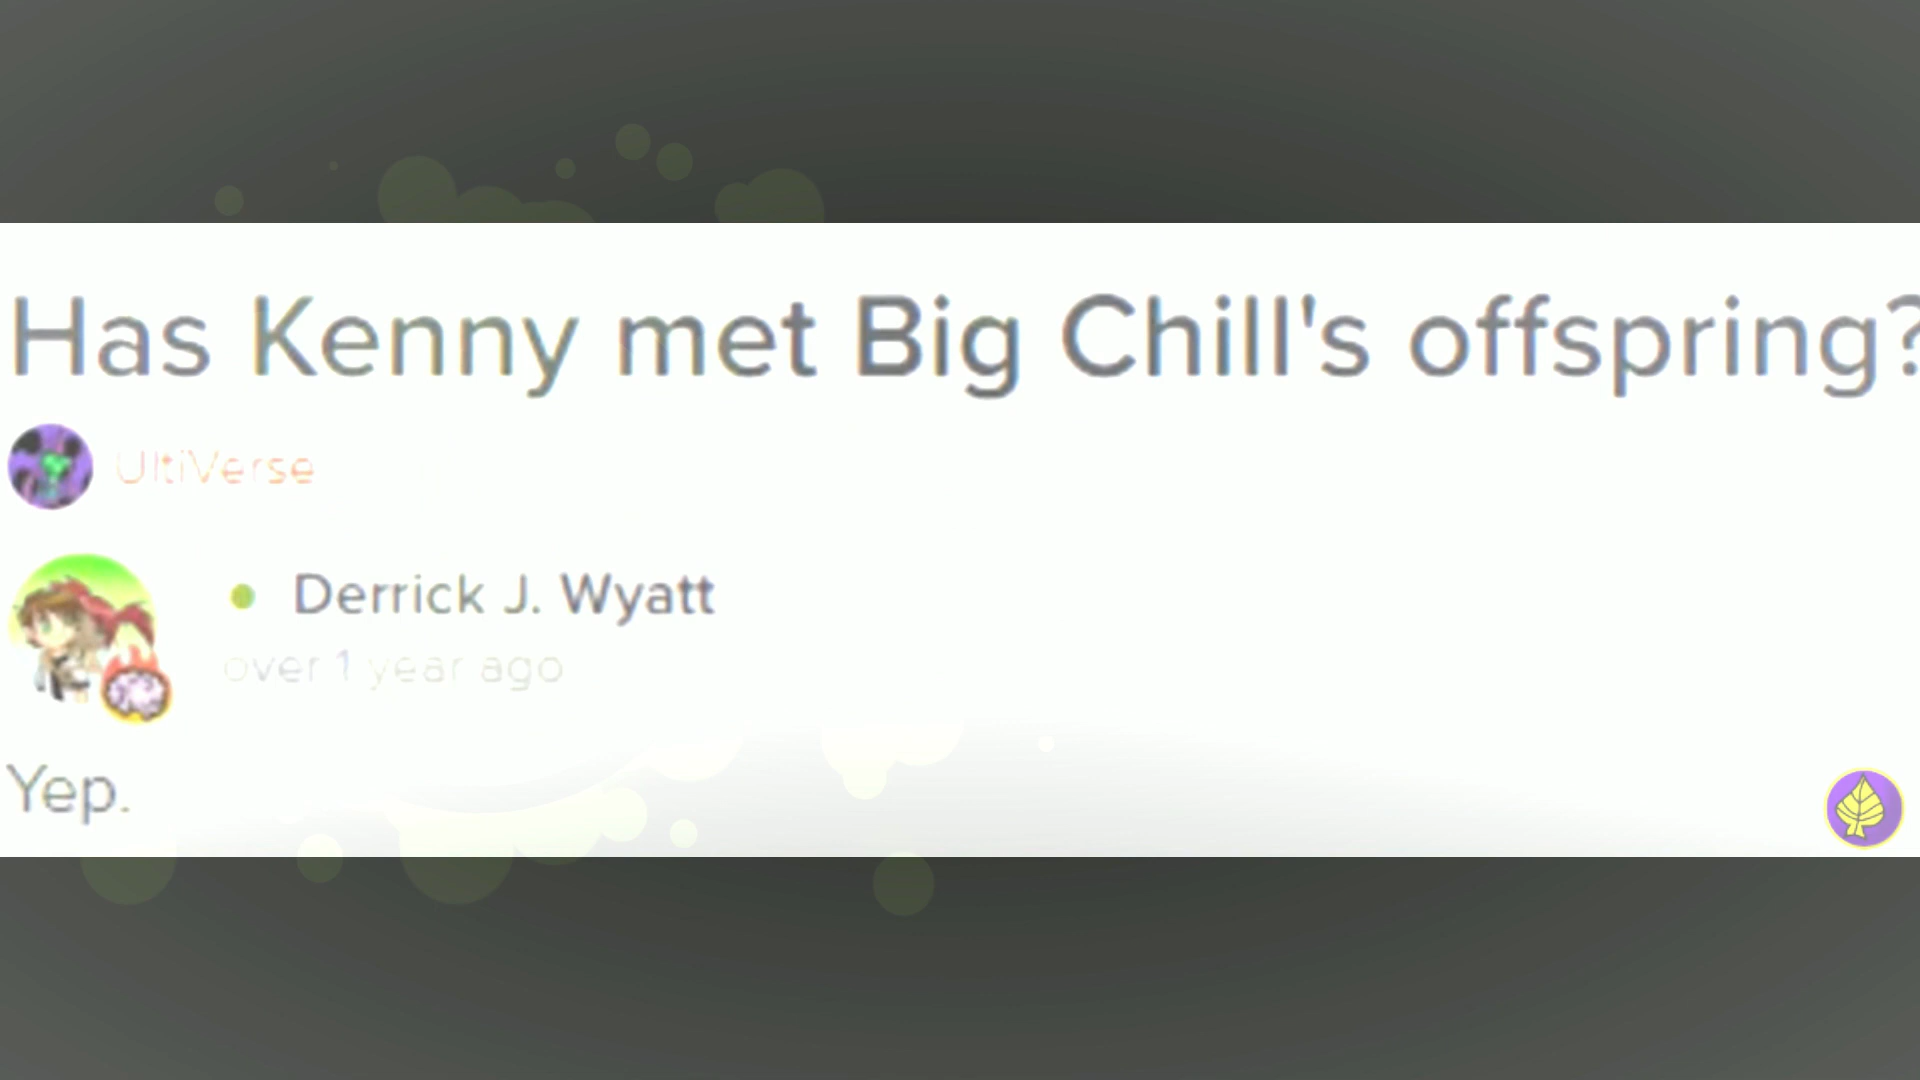 Has Kenny met Big Chill's offspring?
UltiVerse
Derrick J. Wyatt
over 1 year ago
Yep.